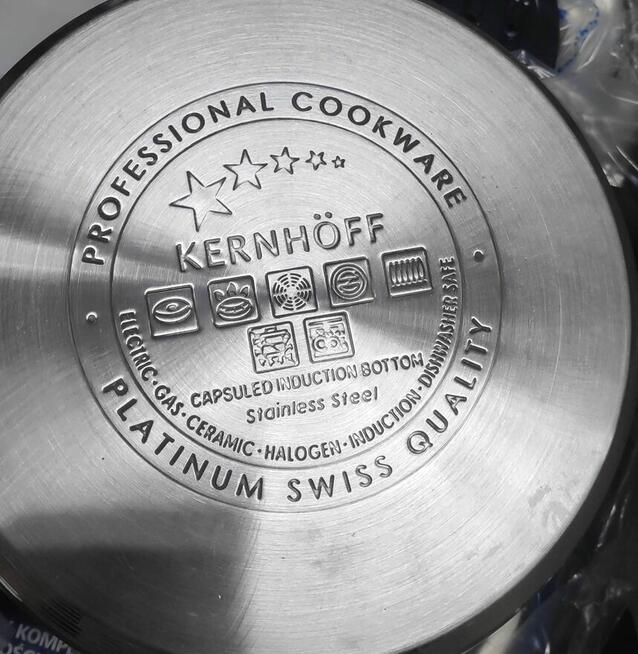 PROFESSIONAL COOKWARE
KERNHÖFF
CAPSULED INDUCTION BOTTOM
Stainless Steel
ELECTRIC·GAS·CERAMIC·HALOGEN·INDUCTION·DISHWASHER SAFE
PLATINUM SWISS QUALITY